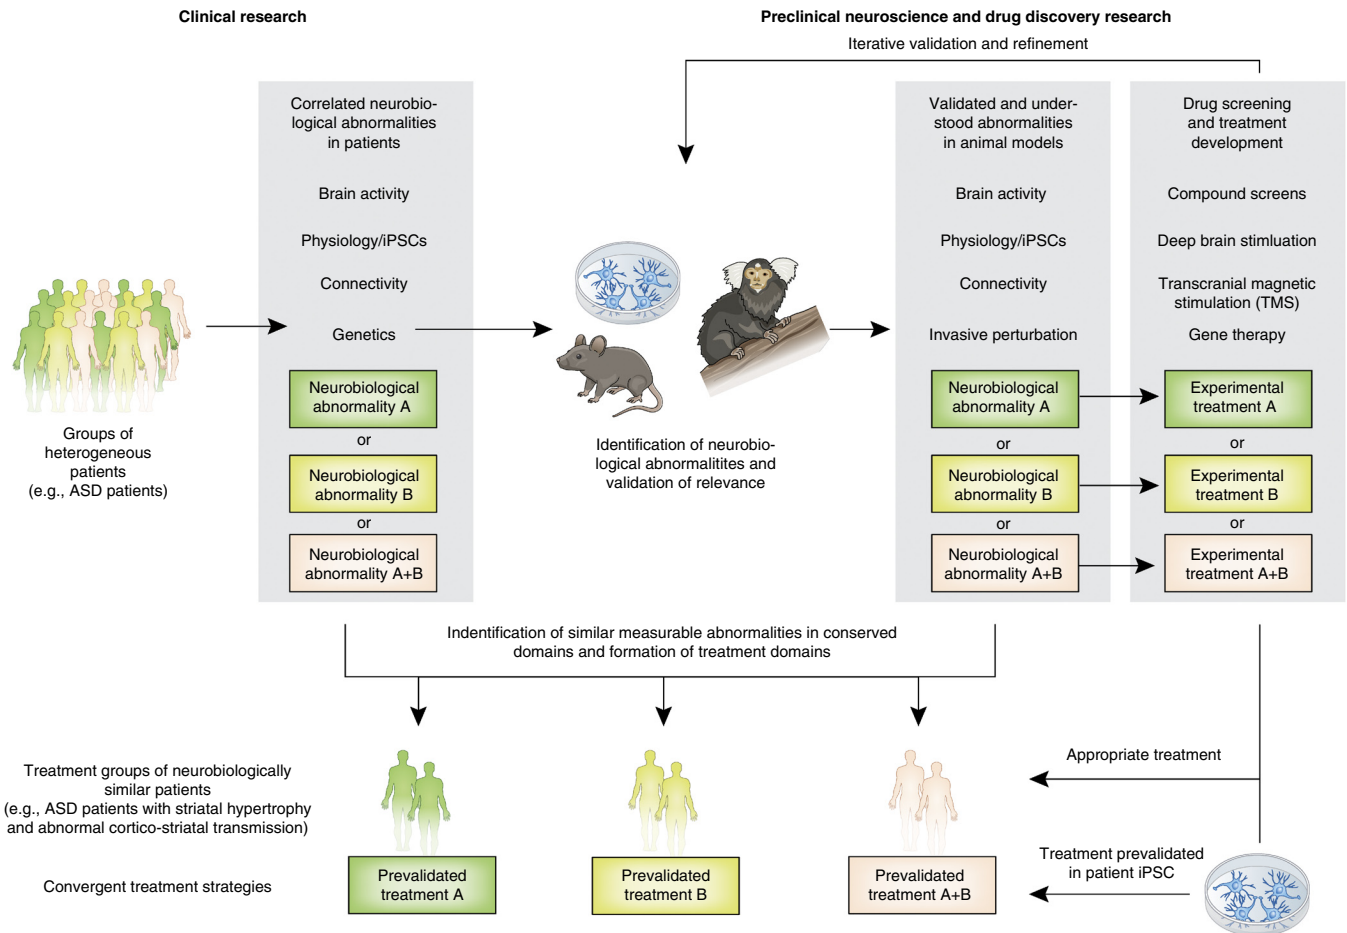 Clinical research
Preclinical neuroscience and drug discovery research
Iterative validation and refinement
Correlated neurobio-
logical abnormalities
in patients
Brain activity
Physiology/iPSCs
Connectivity
Genetics
Neurobiological
abnormality A
or
Neurobiological
abnormality B
or
Neurobiological
abnormality A+B
Groups of
heterogeneous
patients
(e.g., ASD patients)
Identification of neurobio-
logical abnormalitites and
validation of relevance
Validated and under-
stood abnormalities
in animal models
Brain activity
Physiology/iPSCs
Connectivity
Invasive perturbation
Neurobiological
abnormality A
or
Neurobiological
abnormality B
or
Neurobiological
abnormality A+B
Drug screening
and treatment
development
Compound screens
Deep brain stimluation
Transcranial magnetic
stimulation (TMS)
Gene therapy
Experimental
treatment A
or
Experimental
treatment B
or
Experimental
treatment A+B
Indentification of similar measurable abnormalities in conserved
domains and formation of treatment domains
Treatment groups of neurobiologically
similar patients
(e.g., ASD patients with striatal hypertrophy
and abnormal cortico-striatal transmission)
Appropriate treatment
Convergent treatment strategies
Prevalidated
treatment A
Prevalidated
treatment B
Prevalidated
treatment A+B
Treatment prevalidated
in patient iPSC